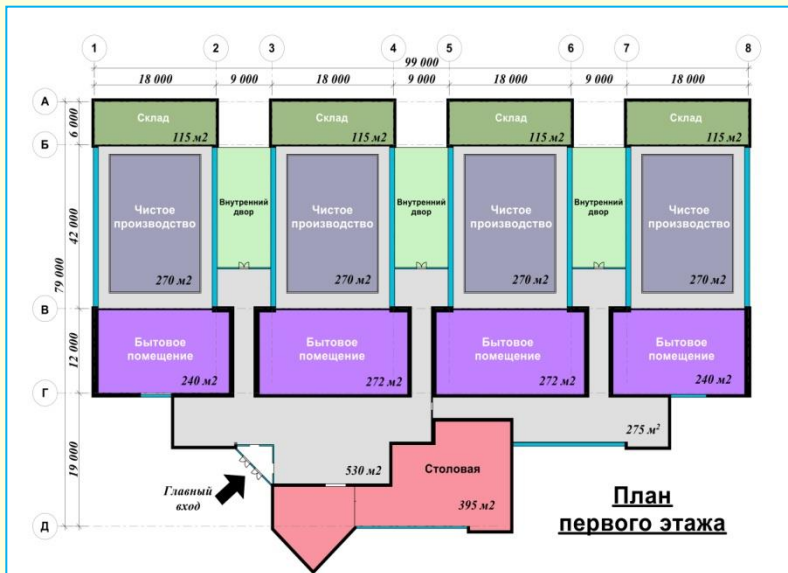 1 2 3 4 5 6 7 8
99 000
18 000 9 000 18 000 9 000 18 000 9 000 18 000
А
6 000
Склад
115 м2
Склад
115 м2
Склад
115 м2
Склад
115 м2
Б
42 000
79 000
Чистое
производство
270 м2
Внутренний
двор
Чистое
производство
270 м2
Внутренний
двор
Чистое
производство
270 м2
Внутренний
двор
Чистое
производство
270 м2
В
12 000
Бытовое
помещение
240 м2
Бытовое
помещение
272 м2
Бытовое
помещение
272 м2
Бытовое
помещение
240 м2
Г
19 000
275 м²
530 м2
Столовая
395 м2
Главный
вход
Д
План
первого этажа